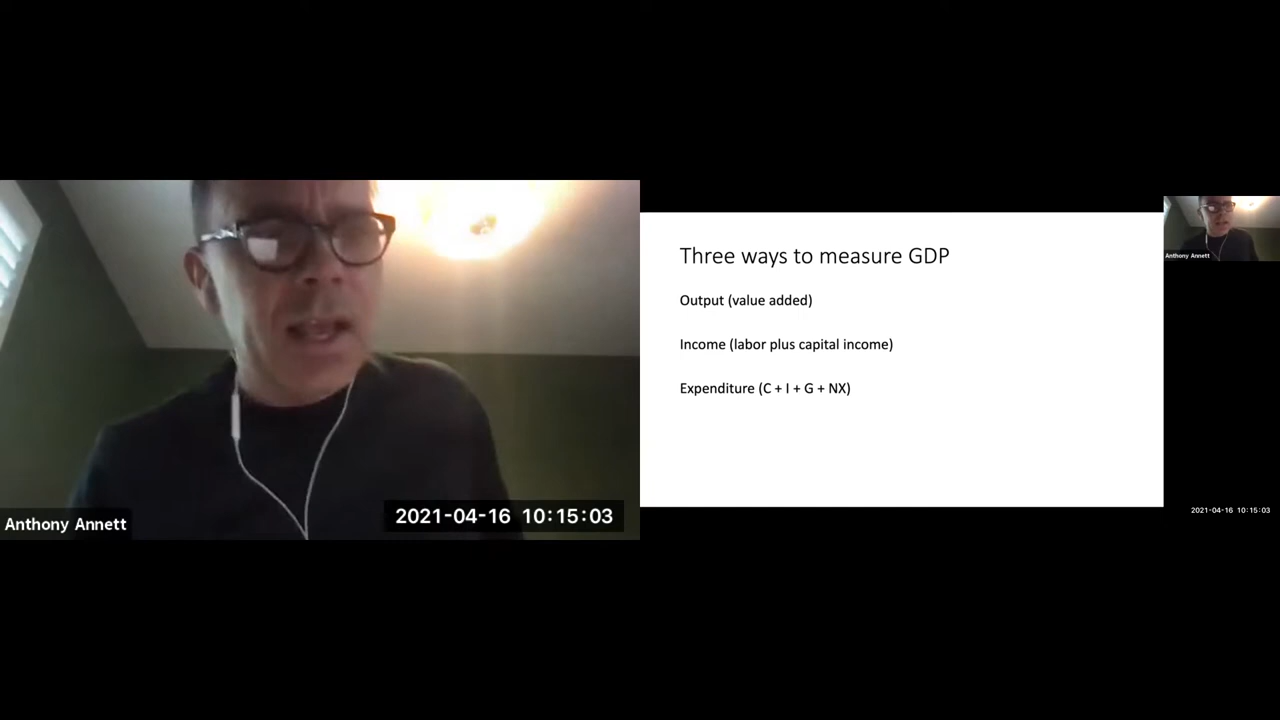 Anthony Annett
2021-04-16 10:15:03
Three ways to measure GDP
Output (value added)
Income (labor plus capital income)
Expenditure (C + I + G + NX)
Anthony Annett
2021-04-16 10:15:03